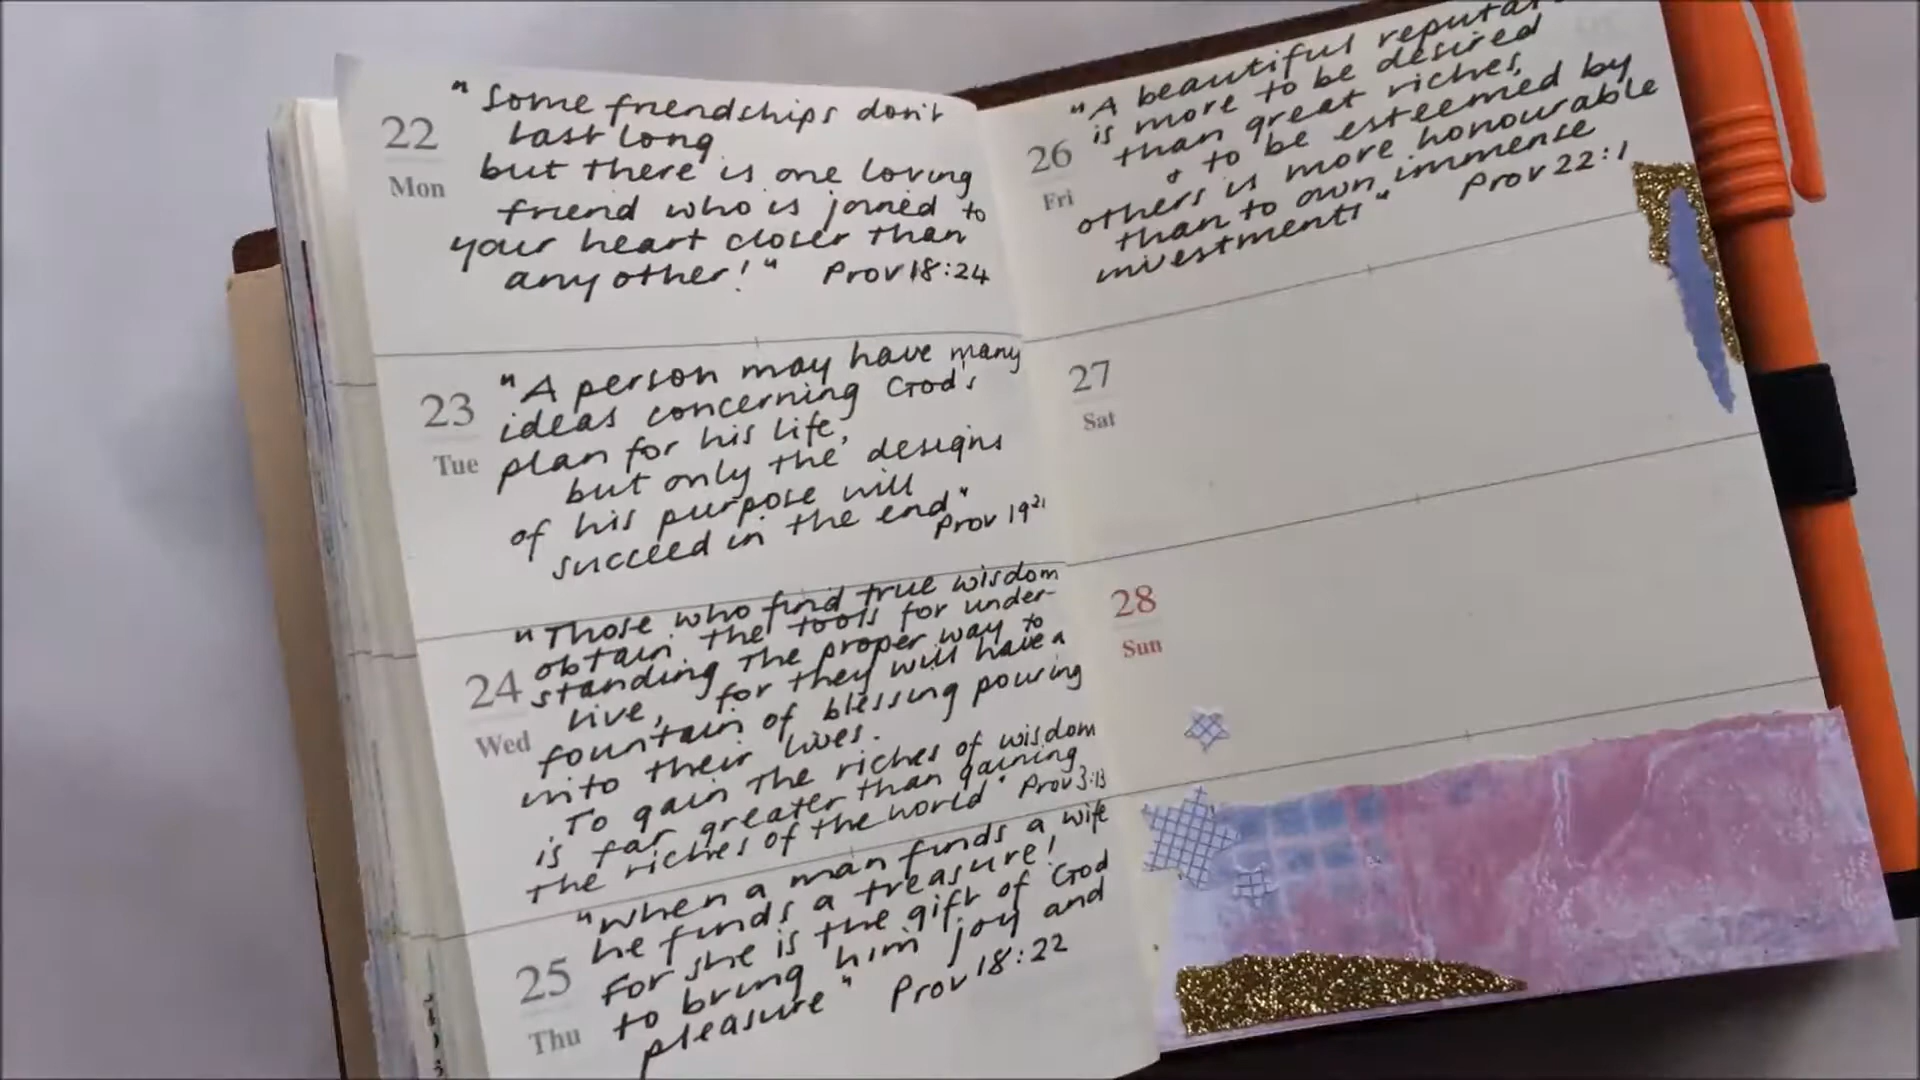 22
Mon
"Some friendships don't
last long
but there is one loving
friend who is joined to
your heart closer than
any other!" Prov 18:24
23
Tue
"A person may have many
ideas concerning God's
plan for his life,
but only the designs
of his purpose will
succeed in the end"
Prov 19 21
24
Wed
"Those who find true wisdom
obtain the tools for under-
standing the proper way to
live, for they will have a
fountain of blessing pouring
into their lives.
To gain the riches of wisdom
is far greater than gaining
the riches of the world" Prov 3:13
25
Thu
"When a man finds a wife
he finds a treasure!
For she is the gift of God
to bring him joy and
pleasure" Prov 18:22
26
Fri
"A beautiful
is more to be desired
than great riches,
& to be esteemed by
others is more honourable
than to own immense
investments" Prov 22:1
27
Sat
28
Sun